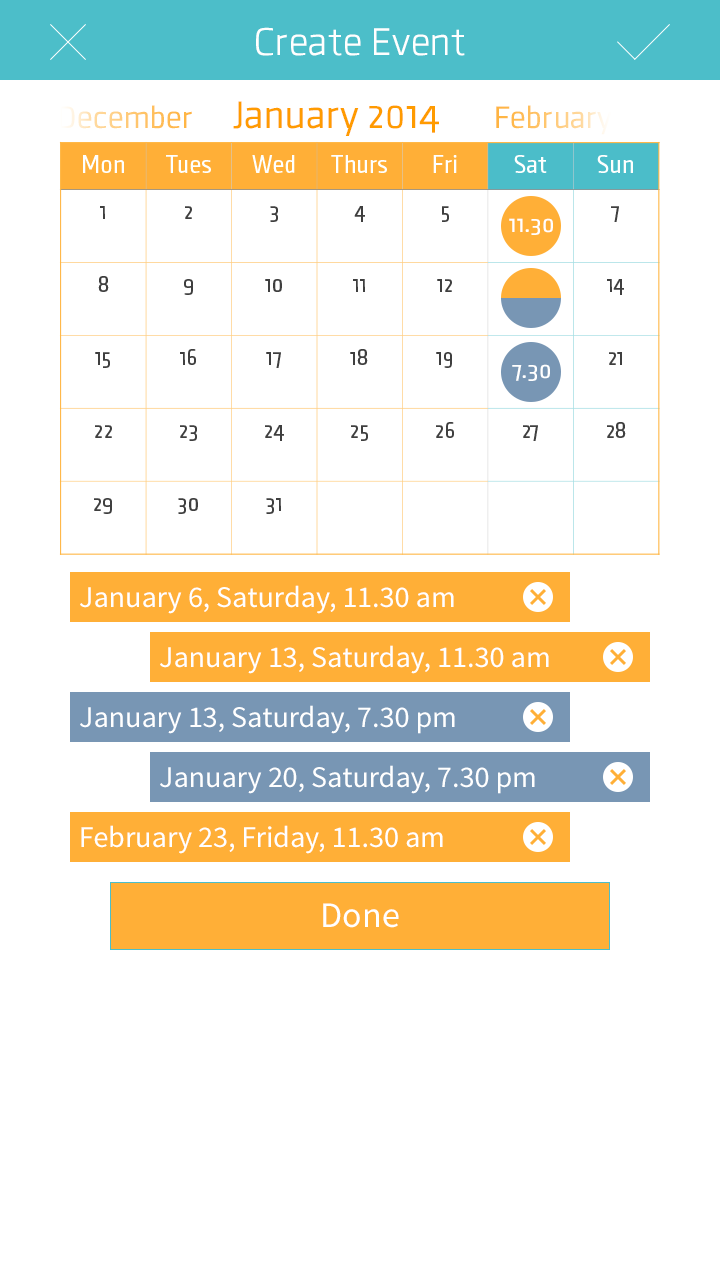 Create Event
December January 2014 February
Mon Tues Wed Thurs Fri Sat Sun
1 2 3 4 5 11.30 7
8 9 10 11 12 14
15 16 17 18 19 7.30 21
22 23 24 25 26 27 28
29 30 31
January 6, Saturday, 11.30 am
January 13, Saturday, 11.30 am
January 13, Saturday, 7.30 pm
January 20, Saturday, 7.30 pm
February 23, Friday, 11.30 am
Done